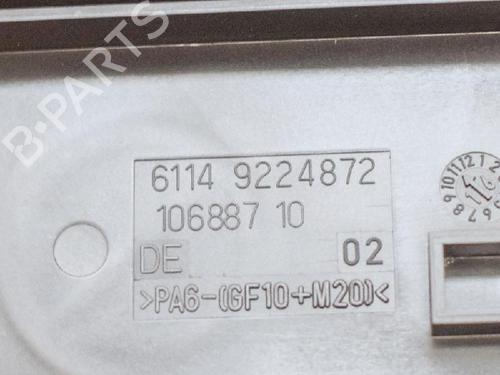 B-PARTS
6114 9224872
106887 10
DE 02
>PA6-(GF10+M20)<